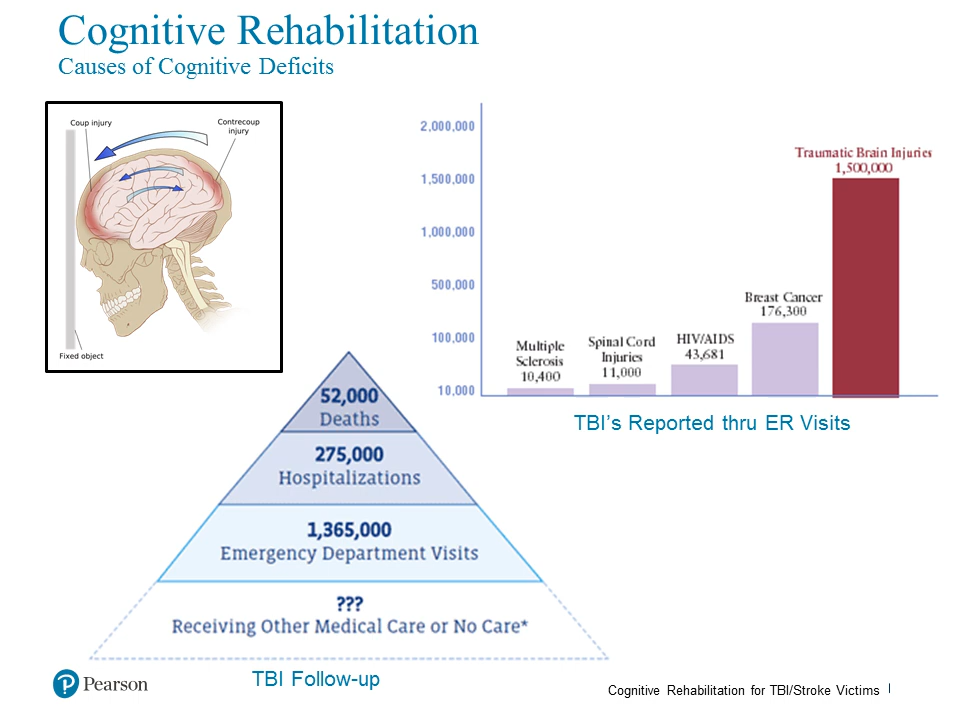 Cognitive Rehabilitation
Causes of Cognitive Deficits
Coup injury
Contrecoup
injury
Fixed object
2,000,000
1,500,000
1,000,000
500,000
100,000
10,000
Multiple
Sclerosis
10,400
Spinal Cord
Injuries
11,000
HIV/AIDS
43,681
Breast Cancer
176,300
Traumatic Brain Injuries
1,500,000
TBI’s Reported thru ER Visits
52,000
Deaths
275,000
Hospitalizations
1,365,000
Emergency Department Visits
???
Receiving Other Medical Care or No Care*
TBI Follow-up
Pearson
Cognitive Rehabilitation for TBI/Stroke Victims |